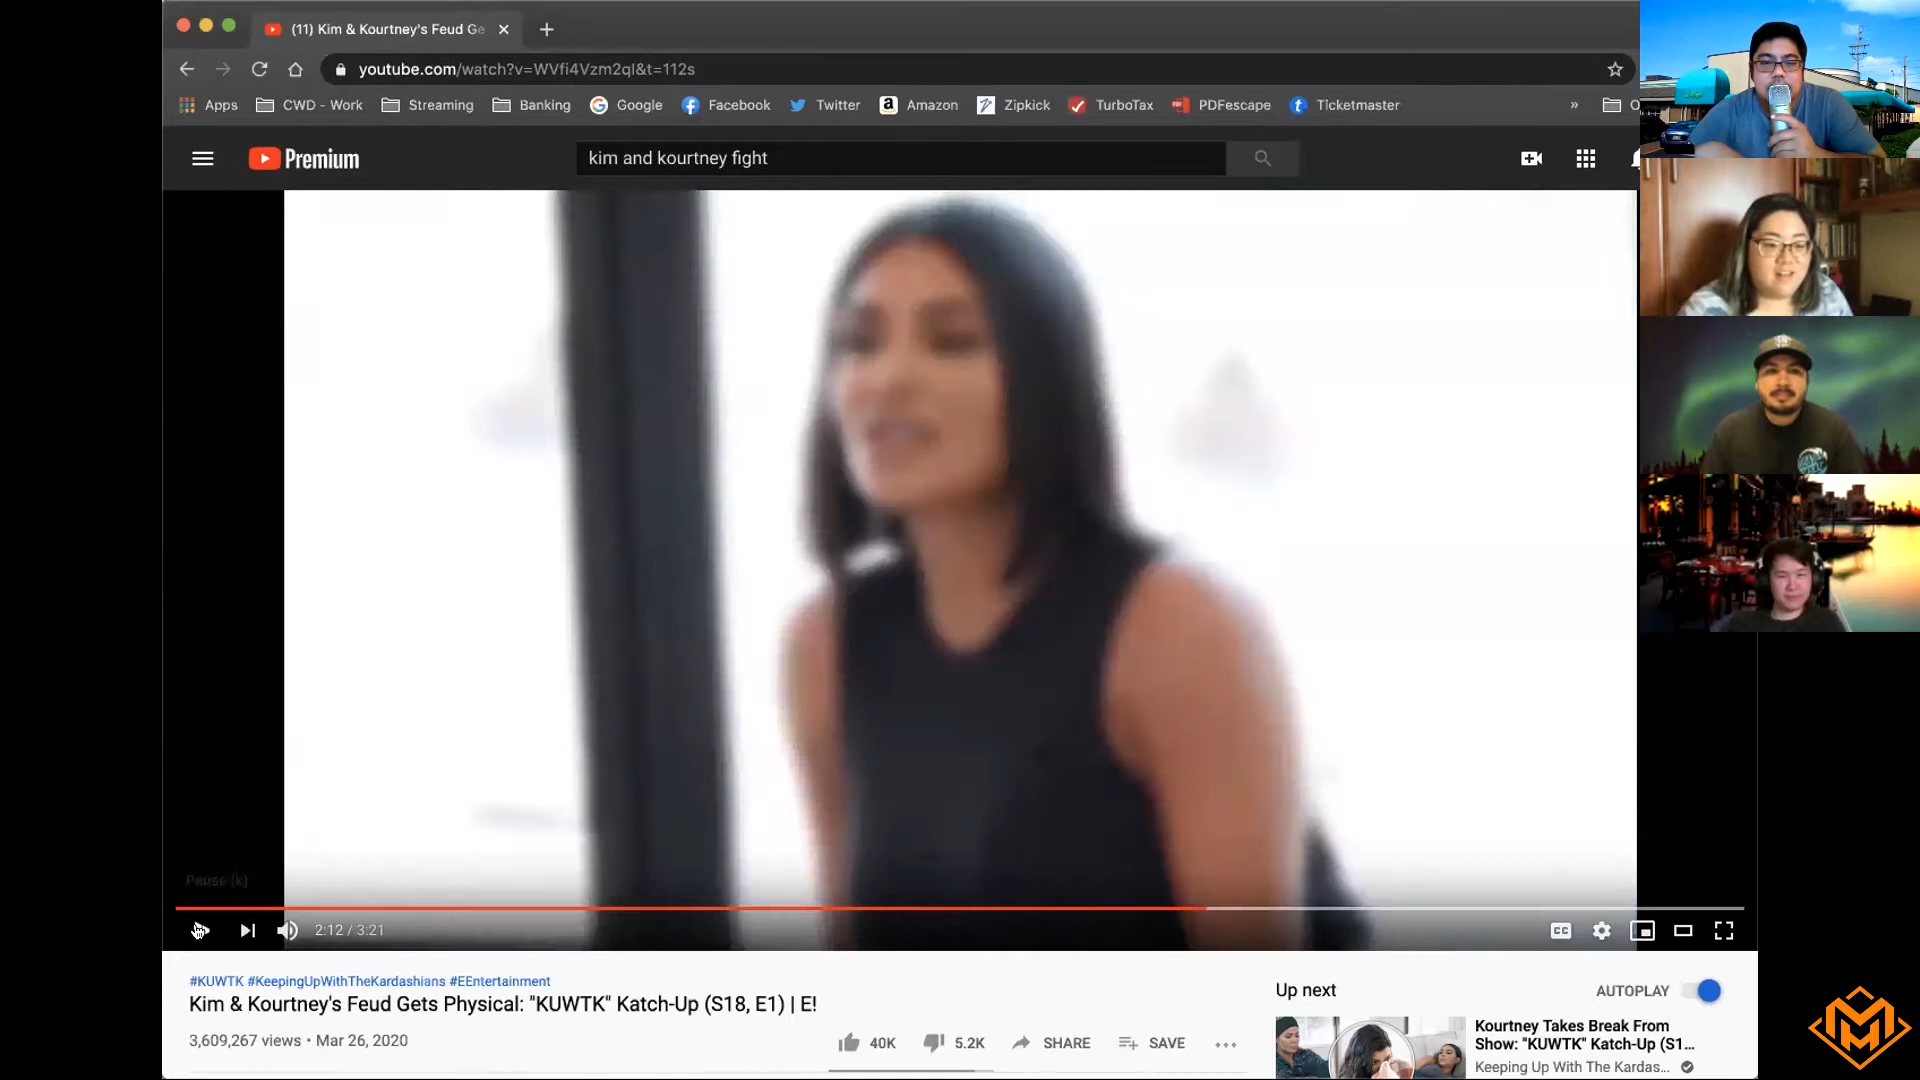 (11) Kim & Kourtney's Feud Ge
youtube.com/watch?v=WVfi4Vzm2qI&t=112s
Apps CWD - Work Streaming Banking Google Facebook Twitter Amazon Zipkick TurboTax PDFescape Ticketmaster » O
Premium
kim and kourtney fight
Pause (k)
2:12 / 3:21
CC
#KUWTK #KeepingUpWithTheKardashians #EEntertainment
Kim & Kourtney's Feud Gets Physical: "KUWTK" Katch-Up (S18, E1) | E!
3,609,267 views • Mar 26, 2020
40K 5.2K SHARE SAVE
Up next
AUTOPLAY
Kourtney Takes Break From
Show: "KUWTK" Katch-Up (S1...
Keeping Up With The Kardas...